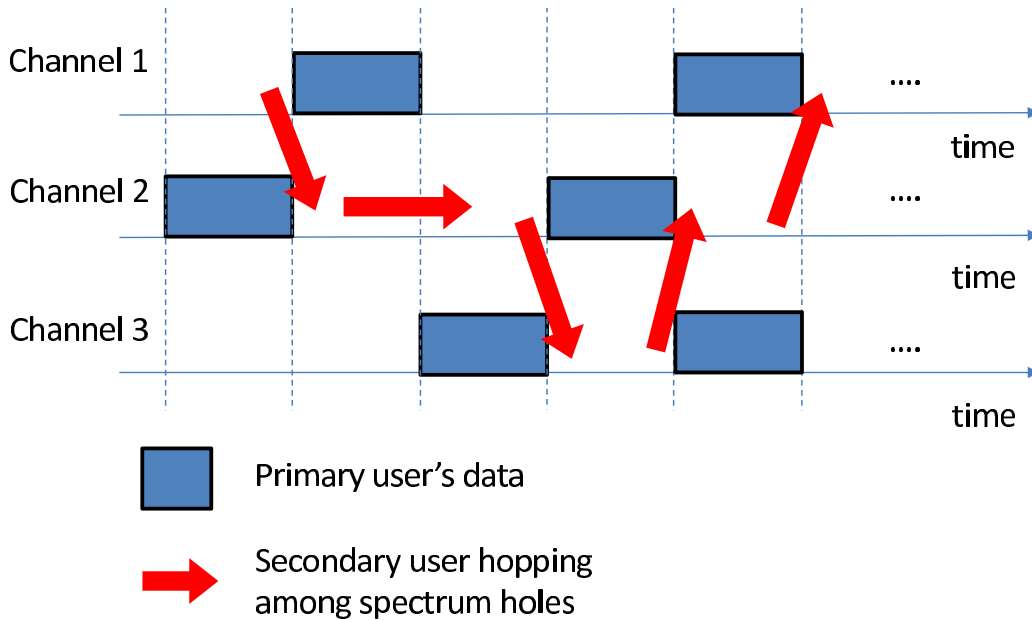 Channel 1
....
time
Channel 2
....
time
Channel 3
....
time
Primary user’s data
Secondary user hopping
among spectrum holes